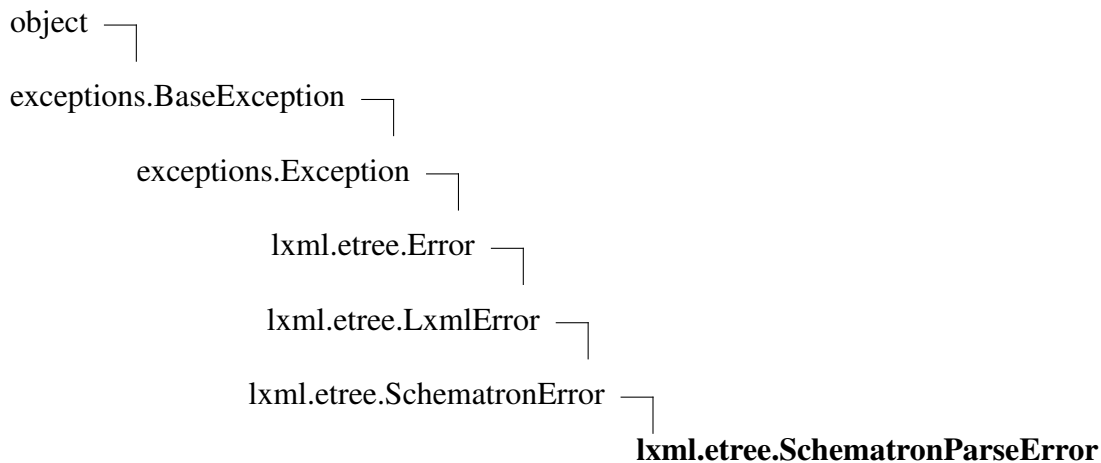 object
exceptions.BaseException
exceptions.Exception
lxml.etree.Error
lxml.etree.LxmlError
lxml.etree.SchematronError
lxml.etree.SchematronParseError